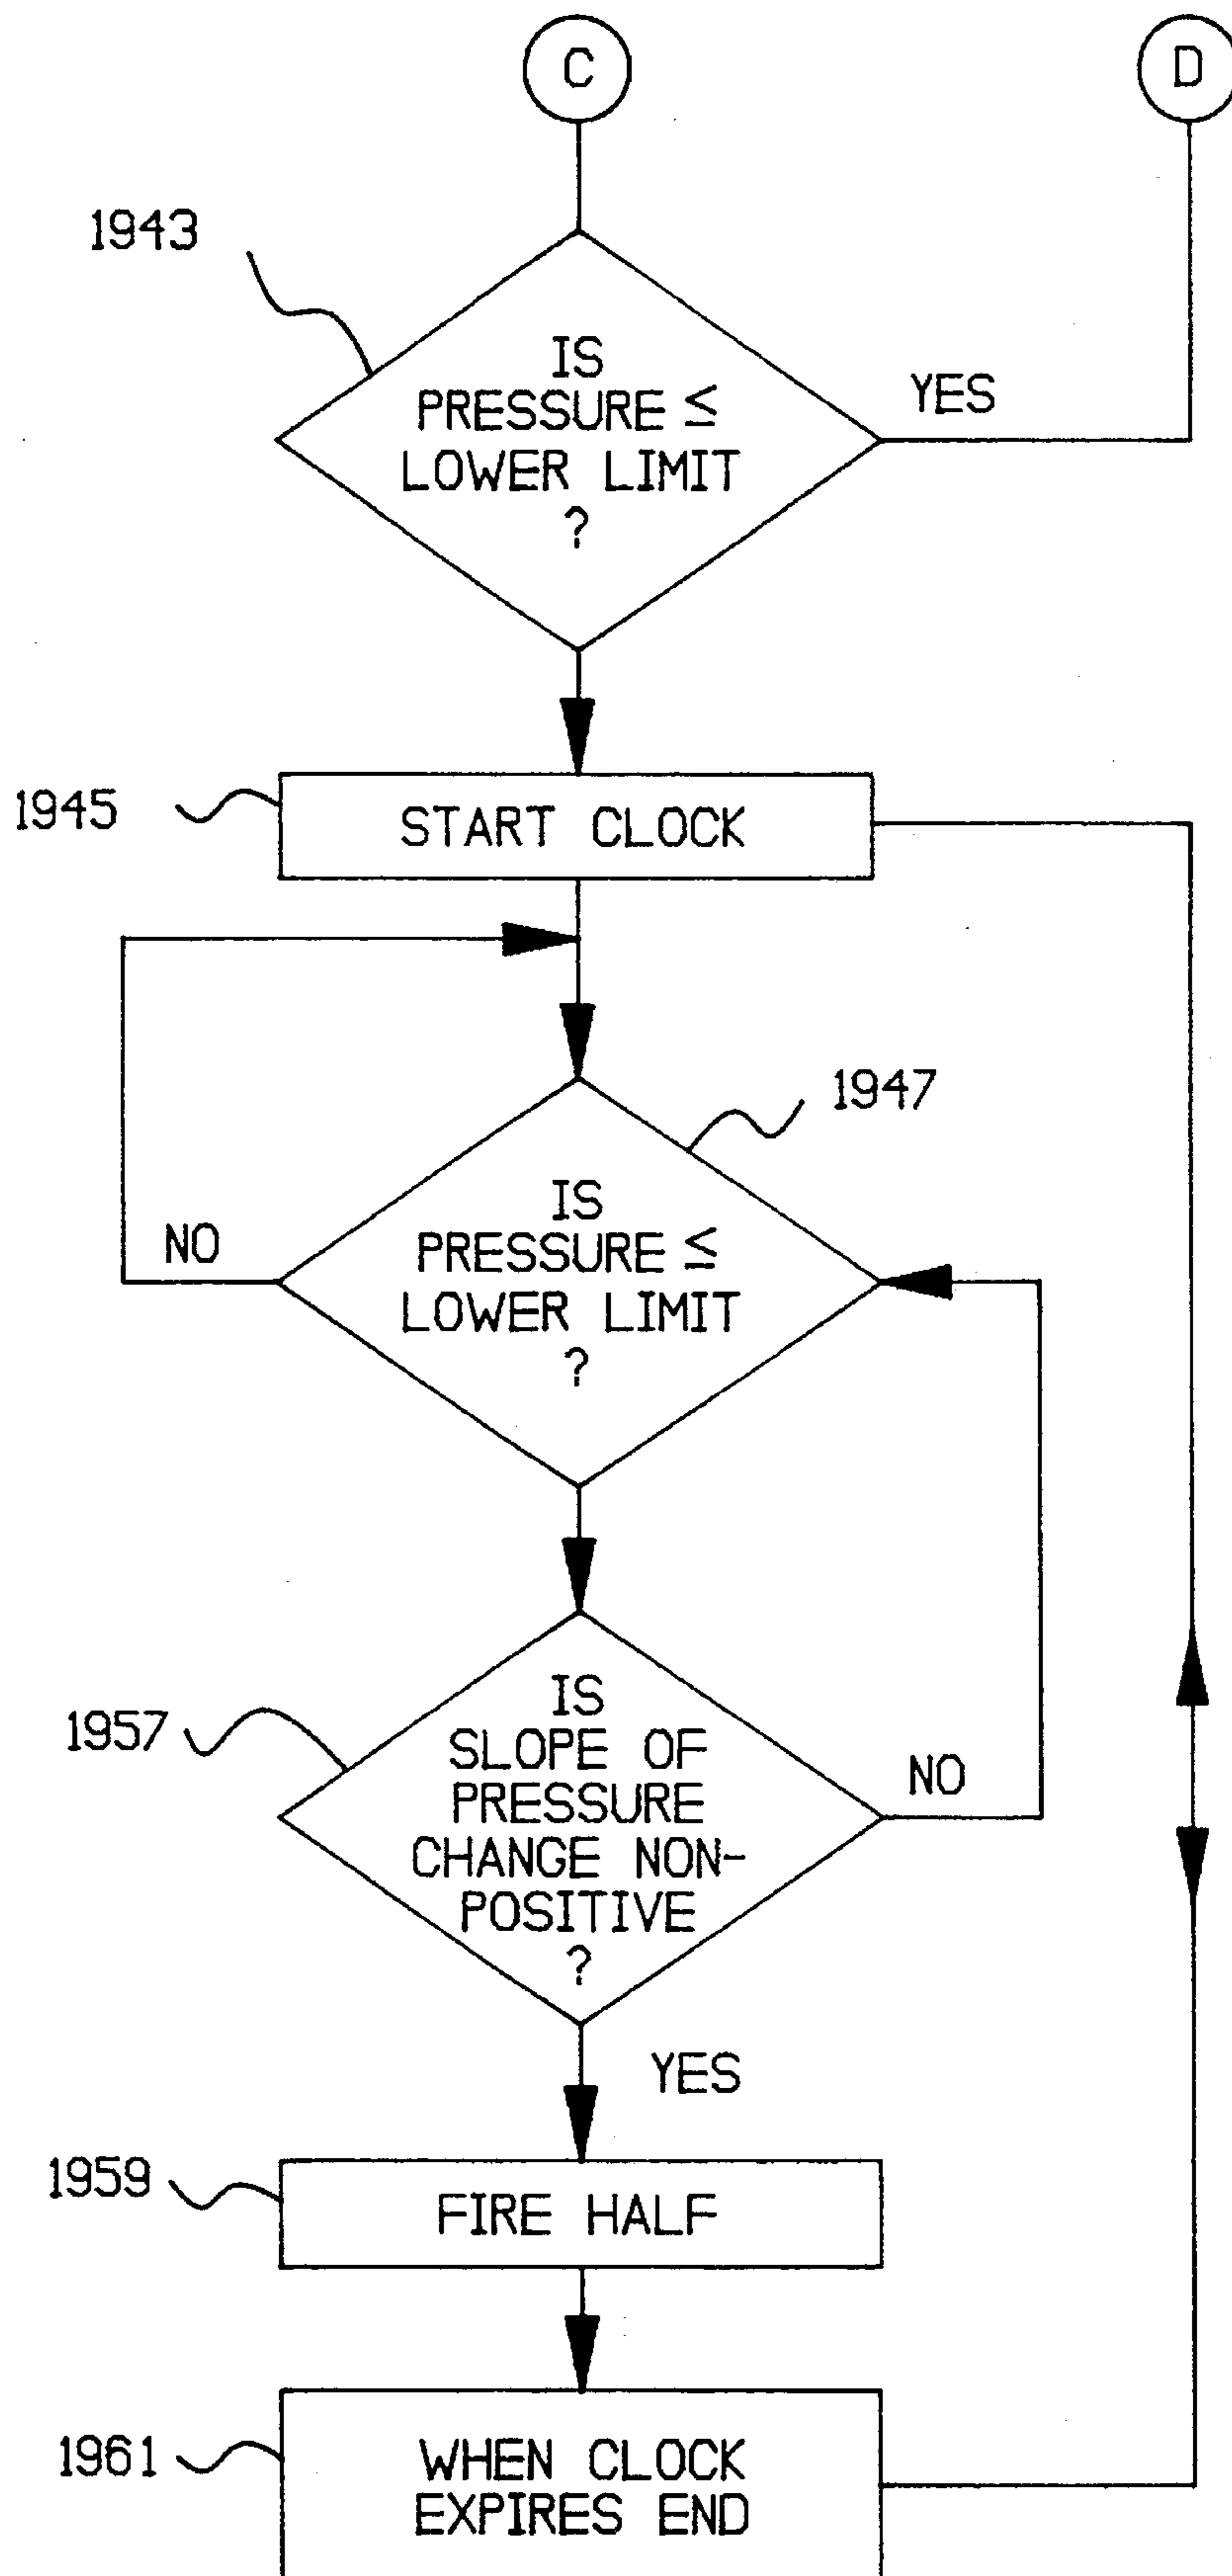 C
D
1943
IS
PRESSURE ≤
LOWER LIMIT
?
YES
1945
START CLOCK
1947
IS
PRESSURE ≤
LOWER LIMIT
?
NO
1957
IS
SLOPE OF
PRESSURE
CHANGE NON-
POSITIVE
?
NO
YES
1959
FIRE HALF
1961
WHEN CLOCK
EXPIRES END